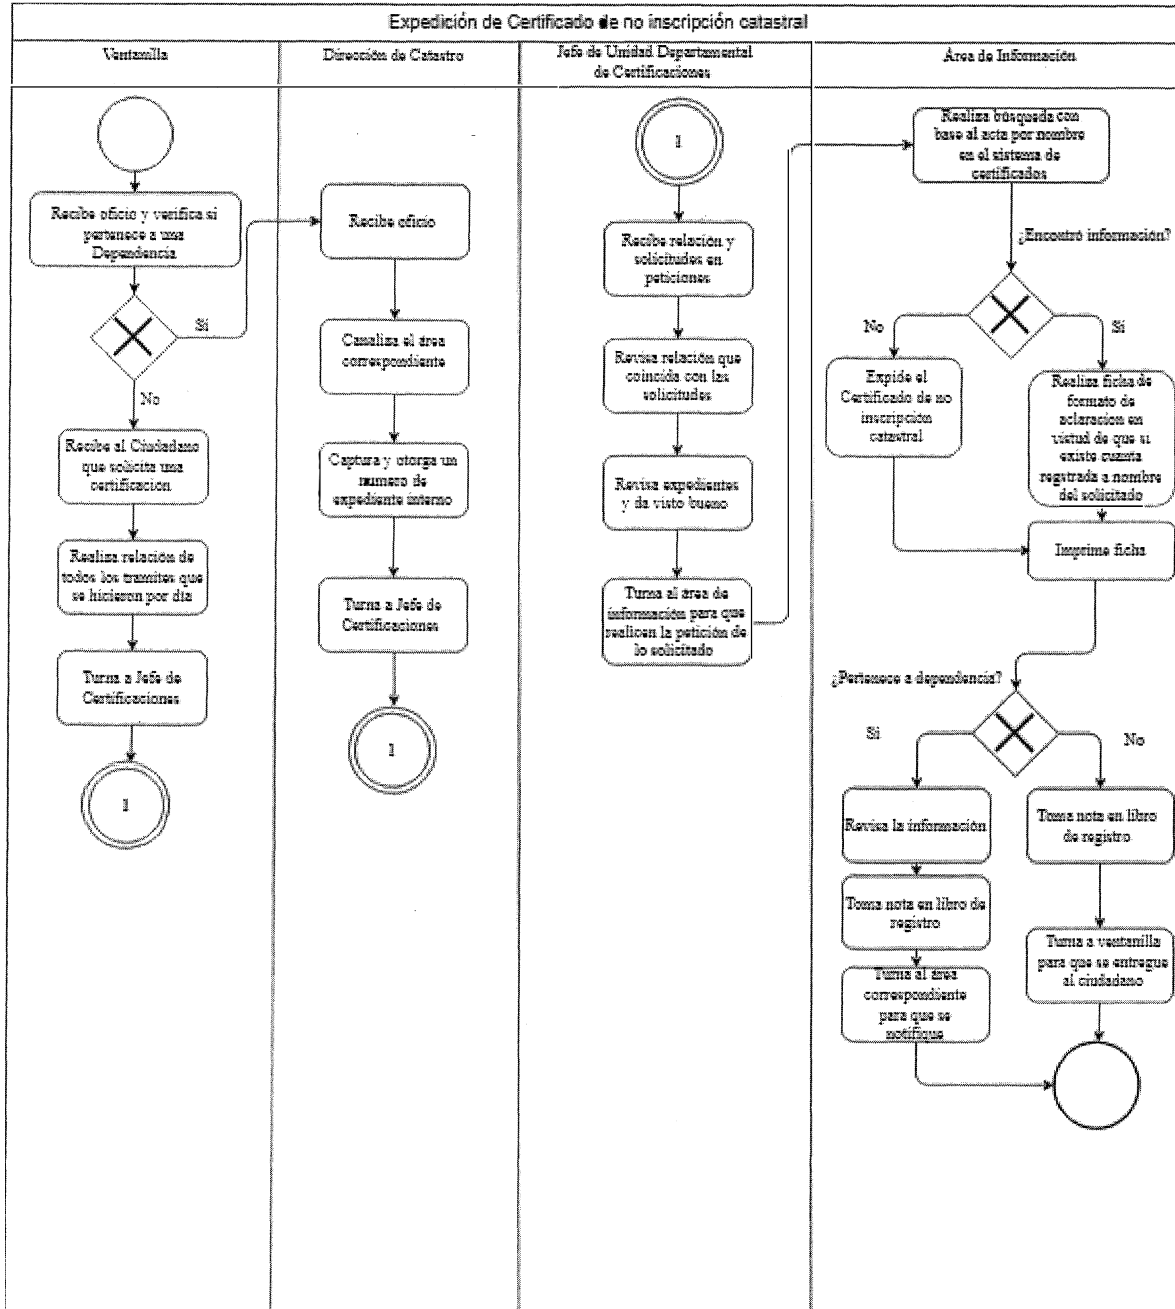 Expedición de Certificado de no inscripción catastral
Ventanilla
Dirección de Catastro
Jefe de Unidad Departamental
de Certificaciones
Área de Información
Recibe oficio y verifica si
pertenece a una
Dependencia
Sí
No
Recibe al Ciudadano
que solicita una
certificacion
Realiza relación de
todos los tramites que
se hicieron por día
Turna a Jefe de
Certificaciones
1
Recibe oficio
Canaliza el área
correspondiente
Captura y otorga un
numero de
expediente interno
Turna a Jefe de
Certificaciones
1
1
Recibe relación y
solicitudes en
peticiones
Revisa relación que
coincida con las
solicitudes
Revisa expedientes
y da visto bueno
Turna al área de
información para que
realicen la petición de
lo solicitado
Realiza búsqueda con
base al acta por nombre
en el sistema de
certificados
¿Encontró información?
No
Sí
Expide el
Certificado de no
inscripción
catastral
Realiza ficha de
formato de
aclaracion en
virtud de que si
existe cuanta
registrada a nombre
del solicitado
Imprime ficha
¿Pertenece a dependencia?
Sí
No
Revisa la información
Toma nota en libro de
registro
Turna al área
correspondiente
para que se
notifique
Toma nota en libro
de registro
Turna a ventanilla
para que se entregue
al ciudadano